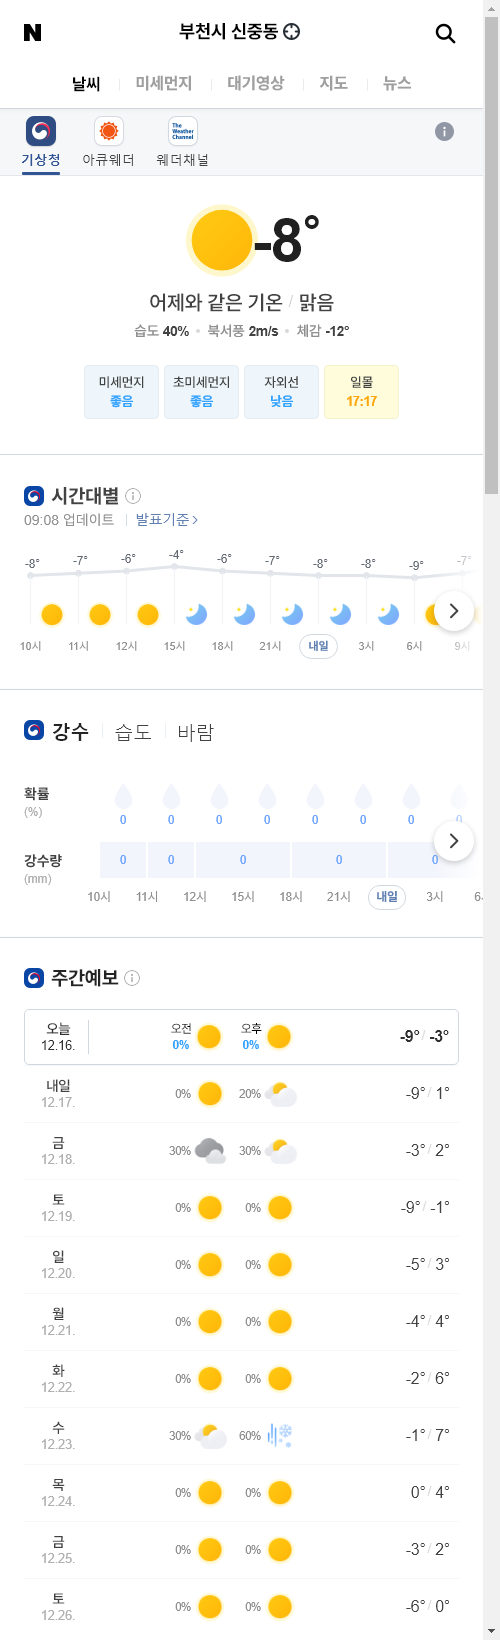 N
부천시 신중동
날씨 미세먼지 대기영상 지도 뉴스
The Weather Channel
기상청 아큐웨더 웨더채널
-8°
어제와 같은 기온 / 맑음
습도 40% 북서풍 2m/s 체감 -12°
미세먼지 초미세먼지 자외선 일몰
좋음 좋음 낮음 17:17
시간대별
09:08 업데이트 발표기준
-8° -7° -6° -4° -6° -7° -8° -8° -9° -7°
10시 11시 12시 15시 18시 21시 내일 3시 6시 9시
강수 습도 바람
확률
(%)
0 0 0 0 0 0 0 0
강수량
(mm)
0 0 0 0 0
10시 11시 12시 15시 18시 21시 내일 3시
주간예보
오늘 오전 오후
12.16. 0% 0% -9° / -3°
내일
12.17. 0% 20% -9° / 1°
금
12.18. 30% 30% -3° / 2°
토
12.19. 0% 0% -9° / -1°
일
12.20. 0% 0% -5° / 3°
월
12.21. 0% 0% -4° / 4°
화
12.22. 0% 0% -2° / 6°
수
12.23. 30% 60% -1° / 7°
목
12.24. 0% 0% 0° / 4°
금
12.25. 0% 0% -3° / 2°
토
12.26. 0% 0% -6° / 0°